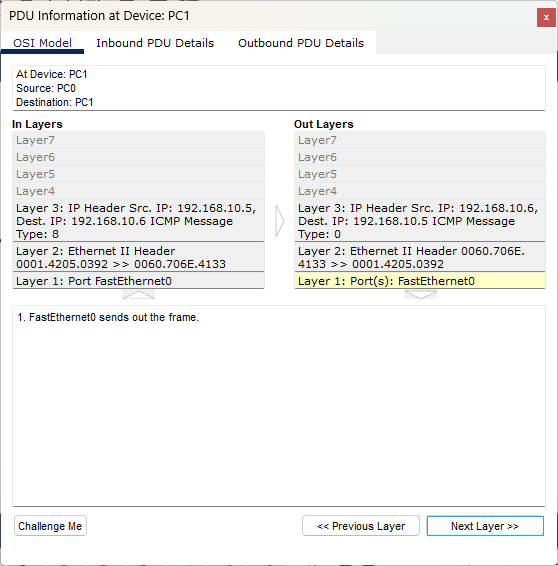 PDU Information at Device: PC1
x
OSI Model Inbound PDU Details Outbound PDU Details
At Device: PC1
Source: PC0
Destination: PC1
In Layers
Layer7
Layer6
Layer5
Layer4
Layer 3: IP Header Src. IP: 192.168.10.5,
Dest. IP: 192.168.10.6 ICMP Message
Type: 8
Layer 2: Ethernet II Header
0001.4205.0392 >> 0060.706E.4133
Layer 1: Port FastEthernet0
Out Layers
Layer7
Layer6
Layer5
Layer4
Layer 3: IP Header Src. IP: 192.168.10.6,
Dest. IP: 192.168.10.5 ICMP Message
Type: 0
Layer 2: Ethernet II Header 0060.706E.
4133 >> 0001.4205.0392
Layer 1: Port(s): FastEthernet0
1. FastEthernet0 sends out the frame.
Challenge Me
<< Previous Layer
Next Layer >>